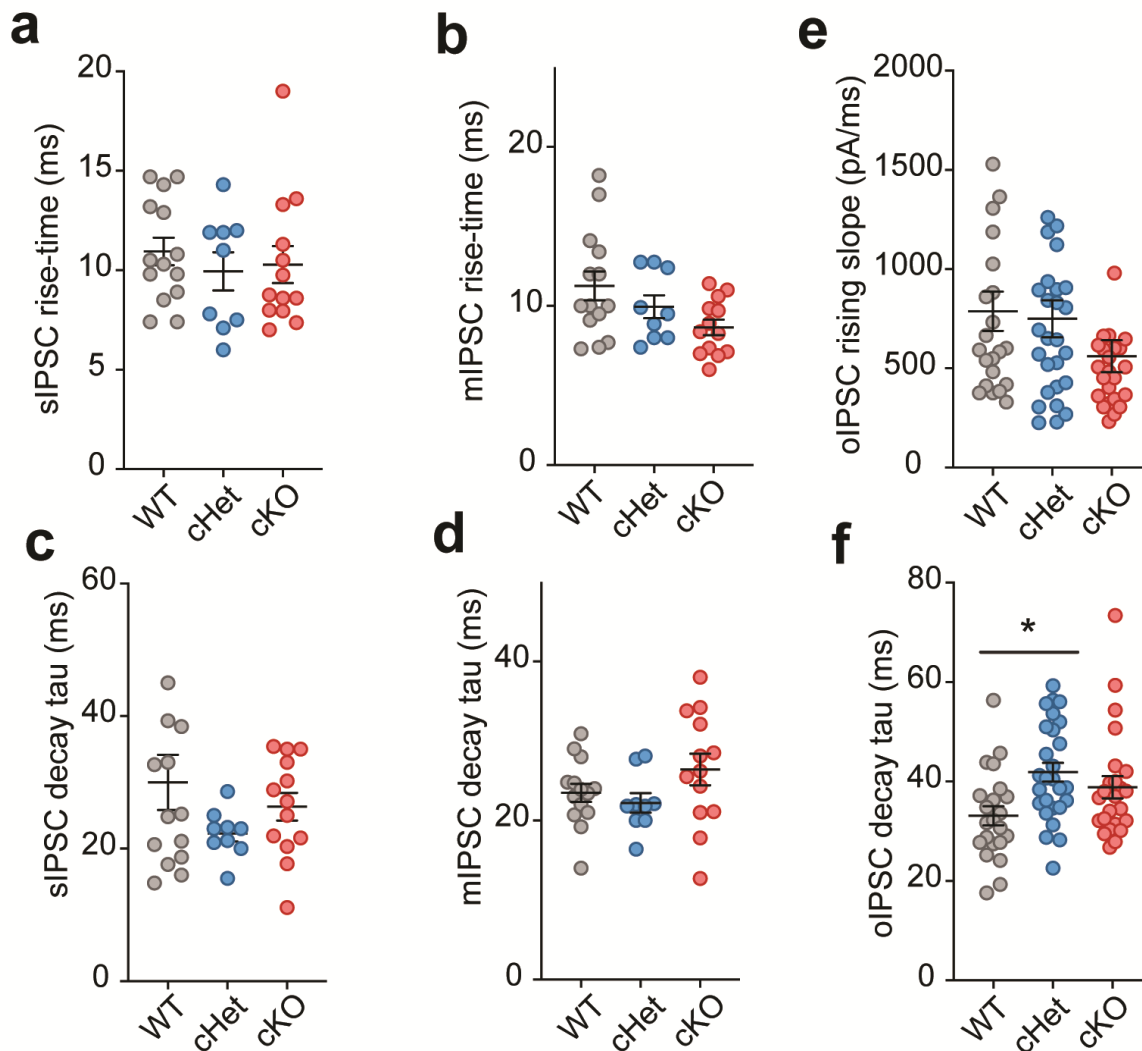 a
sIPSC rise-time (ms)
20
15
10
5
0
WT
cHet
cKO
b
mIPSC rise-time (ms)
20
10
0
WT
cHet
cKO
e
oIPSC rising slope (pA/ms)
2000
1500
1000
500
0
WT
cHet
cKO
c
sIPSC decay tau (ms)
60
40
20
0
WT
cHet
cKO
d
mIPSC decay tau (ms)
40
20
0
WT
cHet
cKO
f
oIPSC decay tau (ms)
80
60
40
20
0
*
WT
cHet
cKO